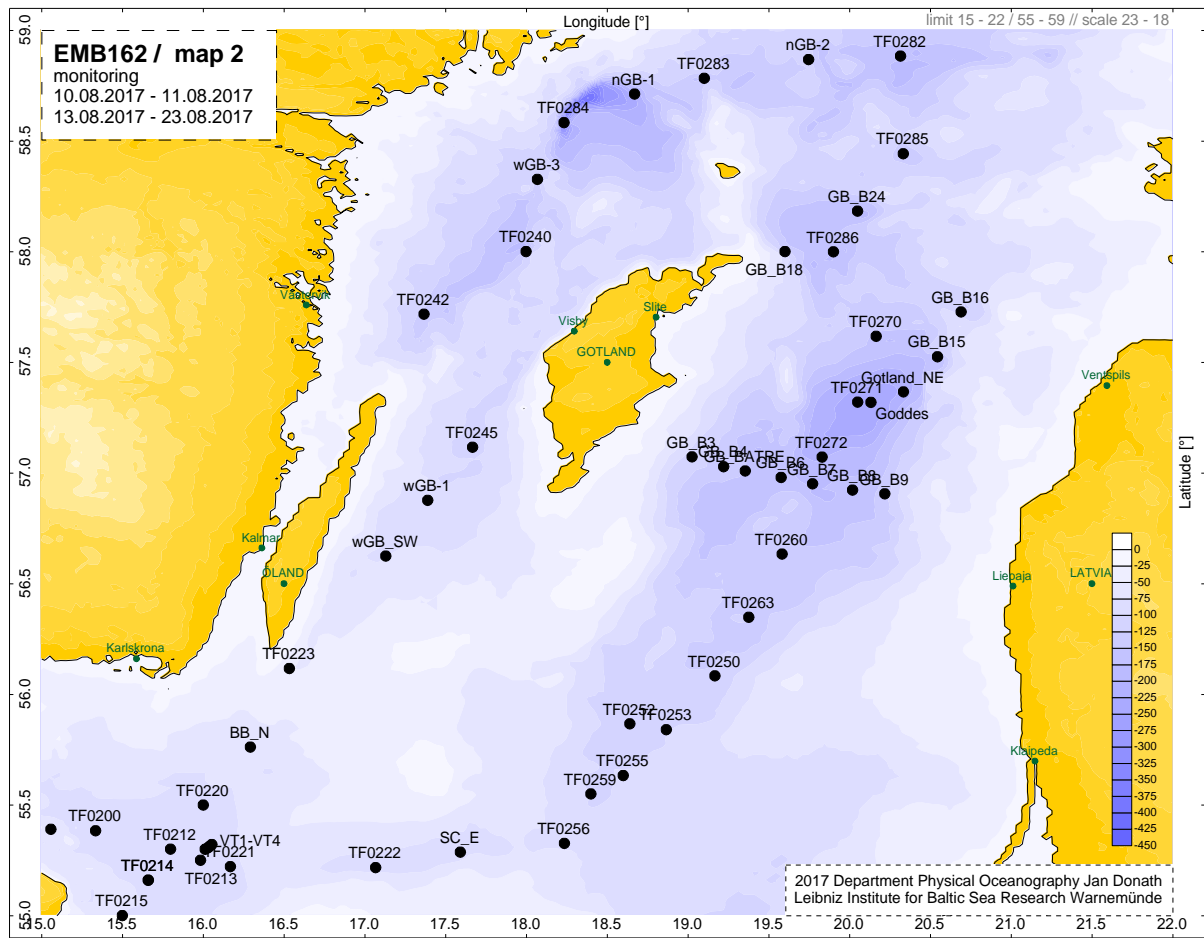 Longitude [°]
limit 15 - 22 / 55 - 59 // scale 23 - 18
EMB162 / map 2
monitoring
10.08.2017 - 11.08.2017
13.08.2017 - 23.08.2017
59.0
58.5
58.0
57.5
57.0
56.5
56.0
55.5
55.0
nGB-2
TF0282
TF0283
nGB-1
TF0284
TF0285
wGB-3
GB_B24
TF0240
TF0286
GB_B18
Västervik
TF0242
GB_B16
Slite
Visby
TF0270
GOTLAND
GB_B15
Ventspils
Gotland_NE
TF0271
Goddes
TF0245
GB_B3
GB_B4
GB_BATRE
GB_B6
GB_B7
TF0272
GB_B8
GB_B9
wGB-1
Latitude [°]
Kalmar
wGB_SW
TF0260
ÖLAND
Liepaja
LATVIA
TF0263
Karlskrona
TF0223
TF0250
TF0252
TF0253
BB_N
Klaipeda
TF0255
TF0259
TF0220
TF0200
TF0212
VT1-VT4
TF0221
TF0214
TF0213
TF0222
SC_E
TF0256
TF0215
0
-25
-50
-75
-100
-125
-150
-175
-200
-225
-250
-275
-300
-325
-350
-375
-400
-425
-450
2017 Department Physical Oceanography Jan Donath
Leibniz Institute for Baltic Sea Research Warnemünde
15.0 15.5 16.0 16.5 17.0 17.5 18.0 18.5 19.0 19.5 20.0 20.5 21.0 21.5 22.0